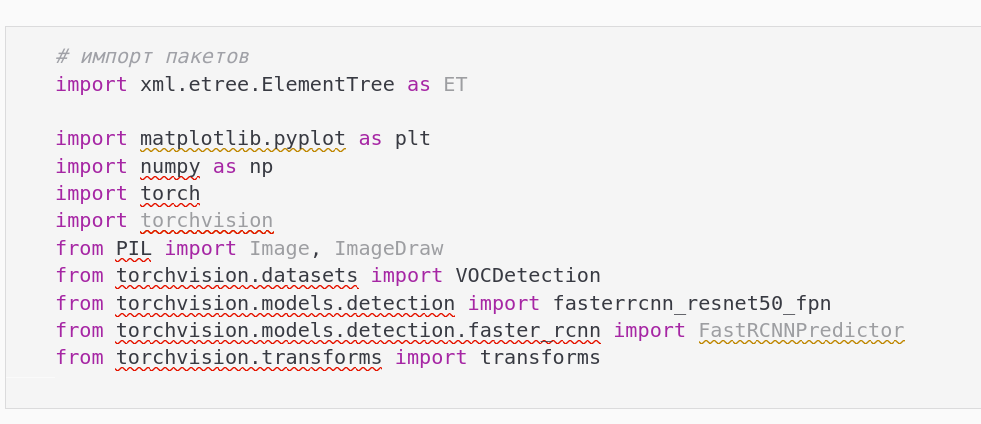 # импорт пакетов
import xml.etree.ElementTree as ET
import matplotlib.pyplot as plt
import numpy as np
import torch
import torchvision
from PIL import Image, ImageDraw
from torchvision.datasets import VOCDetection
from torchvision.models.detection import fasterrcnn_resnet50_fpn
from torchvision.models.detection.faster_rcnn import FastRCNNPredictor
from torchvision.transforms import transforms